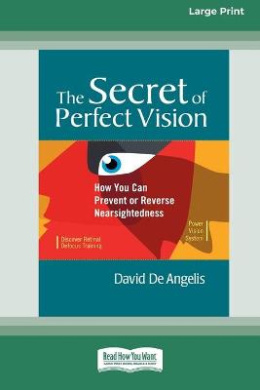 Large Print
The Secret of
Perfect Vision
How You Can
Prevent or Reverse
Nearsightedness
Power
Vision
System
Discover Retinal
Defocus Training
David De Angelis
Read How You Want